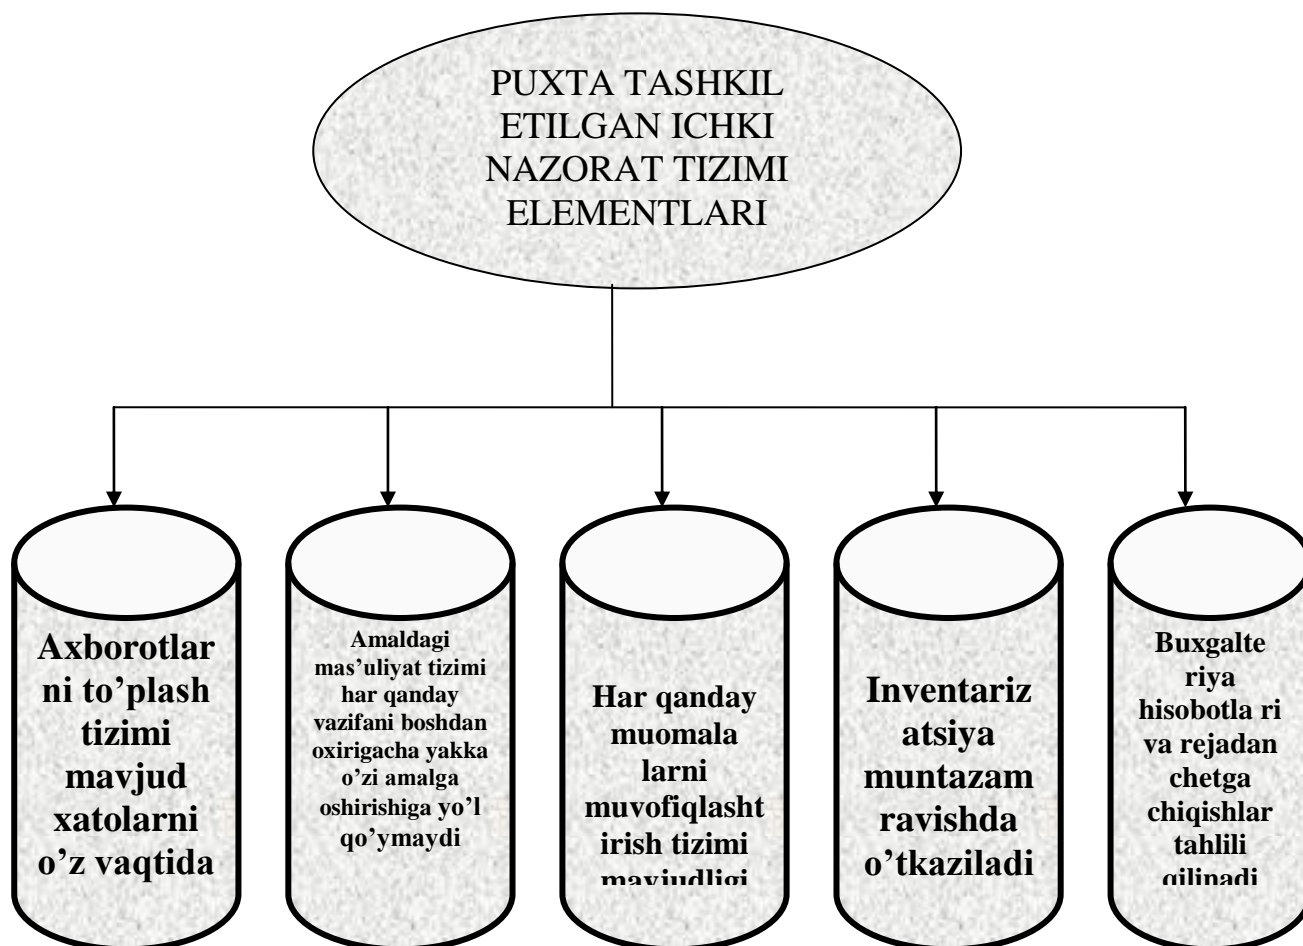 PUXTA TASHKIL
ETILGAN ICHKI
NAZORAT TIZIMI
ELEMENTLARI
Axborotlar
ni to’plash
tizimi
mavjud
xatolarni
o’z vaqtida
Amaldagi
mas’uliyat tizimi
har qanday
vazifani boshdan
oxirigacha yakka
o’zi amalga
oshirishiga yo’l
qo’ymaydi
Har qanday
muomala
larni
muvofiqlasht
irish tizimi
mavjudligi
Inventariz
atsiya
muntazam
ravishda
o’tkaziladi
Buxgalte
riya
hisobotla ri
va rejadan
chetga
chiqishlar
tahlili
qilinadi